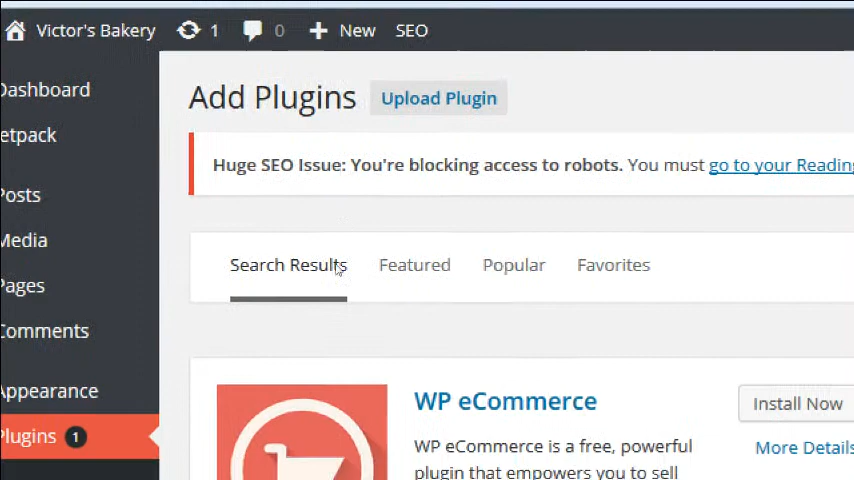 Victor's Bakery 1 0 New SEO
Dashboard
etpack
Posts
Media
Pages
Comments
Appearance
Plugins 1
Add Plugins Upload Plugin
Huge SEO Issue: You're blocking access to robots. You must go to your Reading
Search Results Featured Popular Favorites
WP eCommerce
Install Now
WP eCommerce is a free, powerful
More Details
plugin that empowers you to sell